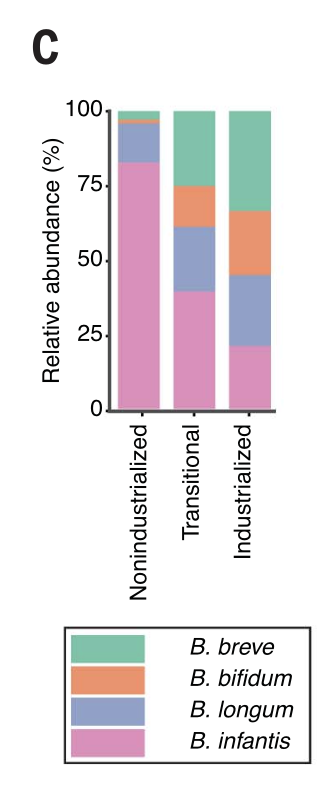 C
Relative abundance (%)
100
75
50
25
0
Nonindustrialized
Transitional
Industrialized
B. breve
B. bifidum
B. longum
B. infantis